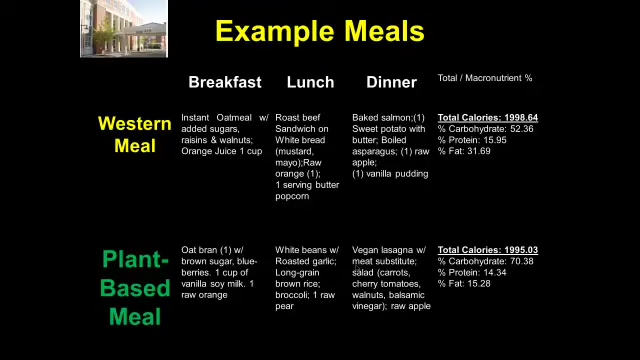 Example Meals
Breakfast
Lunch
Dinner
Total / Macronutrient %
Western
Meal
Instant Oatmeal w/
added sugars,
raisins & walnuts;
Orange Juice 1 cup
Roast beef
Sandwich on
White bread
(mustard,
mayo);Raw
orange (1);
1 serving butter
popcorn
Baked salmon;(1)
Sweet potato with
butter; Boiled
asparagus; (1) raw
apple;
(1) vanilla pudding
Total Calories: 1998.64
% Carbohydrate: 52.36
% Protein: 15.95
% Fat: 31.69
Plant-
Based
Meal
Oat bran (1) w/
brown sugar, blue-
berries. 1 cup of
vanilla soy milk. 1
raw orange
White beans w/
Roasted garlic;
Long-grain
brown rice;
broccoli; 1 raw
pear
Vegan lasagna w/
meat substitute;
salad (carrots,
cherry tomatoes,
walnuts, balsamic
vinegar); raw apple
Total Calories: 1995.03
% Carbohydrate: 70.38
% Protein: 14.34
% Fat: 15.28